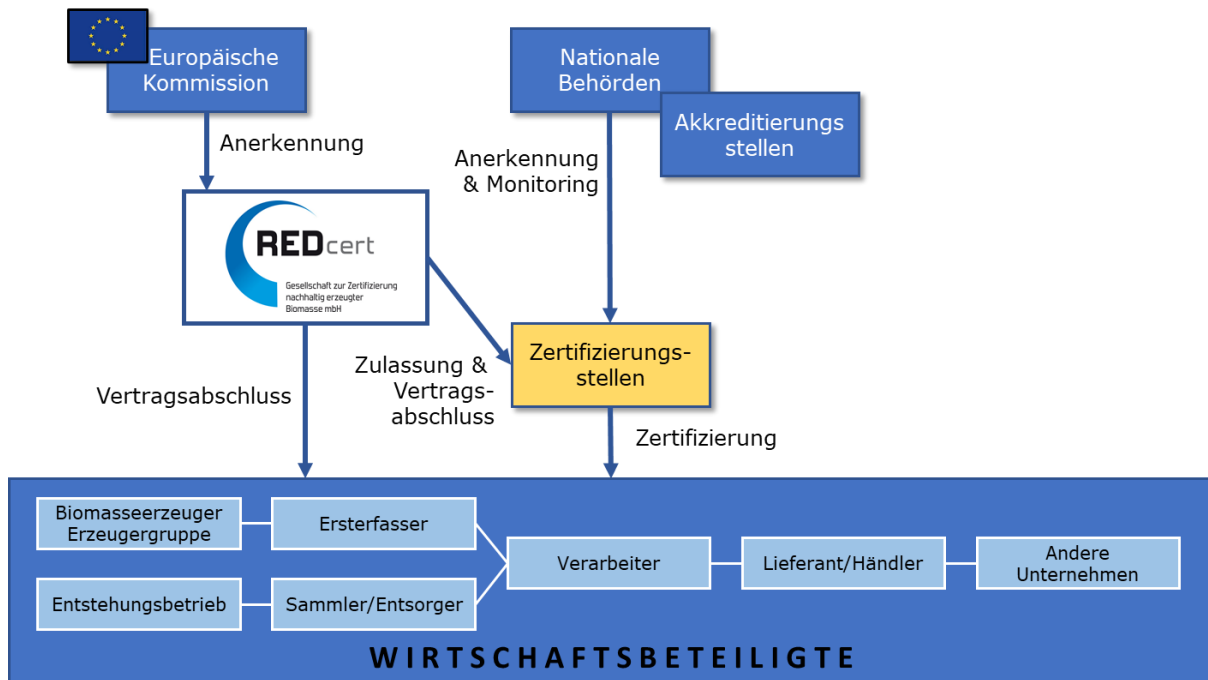 Europäische
Kommission
Nationale
Behörden
Akkreditierungs
stellen
Anerkennung
Anerkennung
& Monitoring
REDcert
Gesellschaft zur Zertifizierung
nachhaltig erzeugter
Biomasse mbH
Zertifizierungs-
stellen
Vertragsabschluss
Zulassung &
Vertrags-
abschluss
Zertifizierung
Biomasseerzeuger
Erzeugergruppe
Ersterfasser
Entstehungsbetrieb
Sammler/Entsorger
Verarbeiter
Lieferant/Händler
Andere
Unternehmen
WIRTSCHAFTSBETEILIGTE